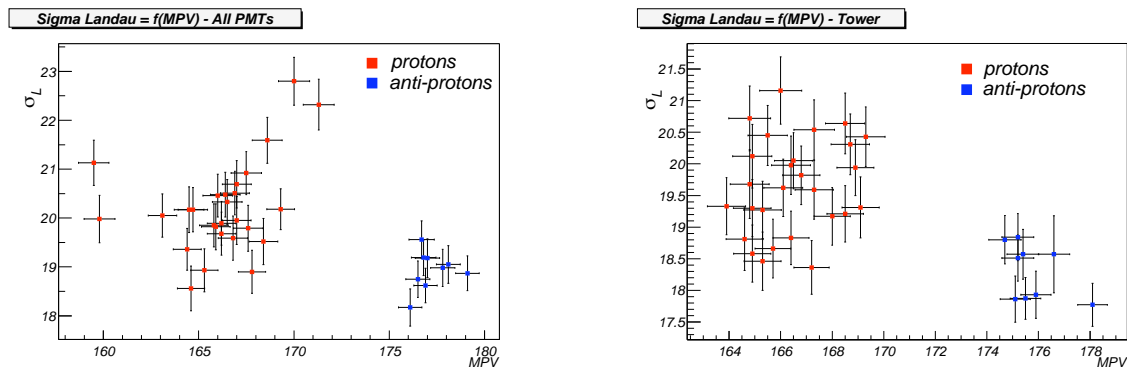 Sigma Landau = f(MPV) - All PMTs
σL
23
22
21
20
19
18
protons
anti-protons
160 165 170 175 180
MPV
Sigma Landau = f(MPV) - Tower
σL
21.5
21
20.5
20
19.5
19
18.5
18
17.5
protons
anti-protons
164 166 168 170 172 174 176 178
MPV